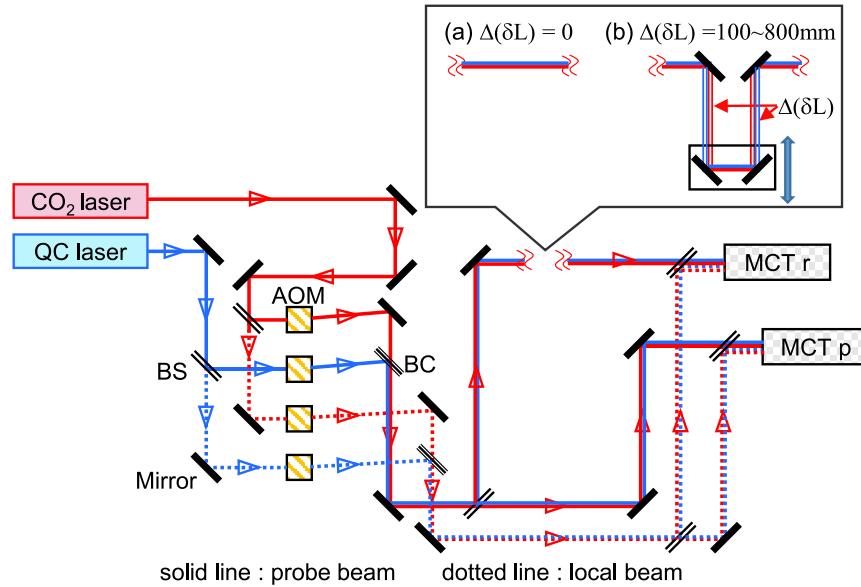 (a) Δ(δL) = 0
(b) Δ(δL) =100~800mm
Δ(δL)
CO₂ laser
QC laser
AOM
MCT r
BS
BC
MCT p
Mirror
solid line : probe beam
dotted line : local beam